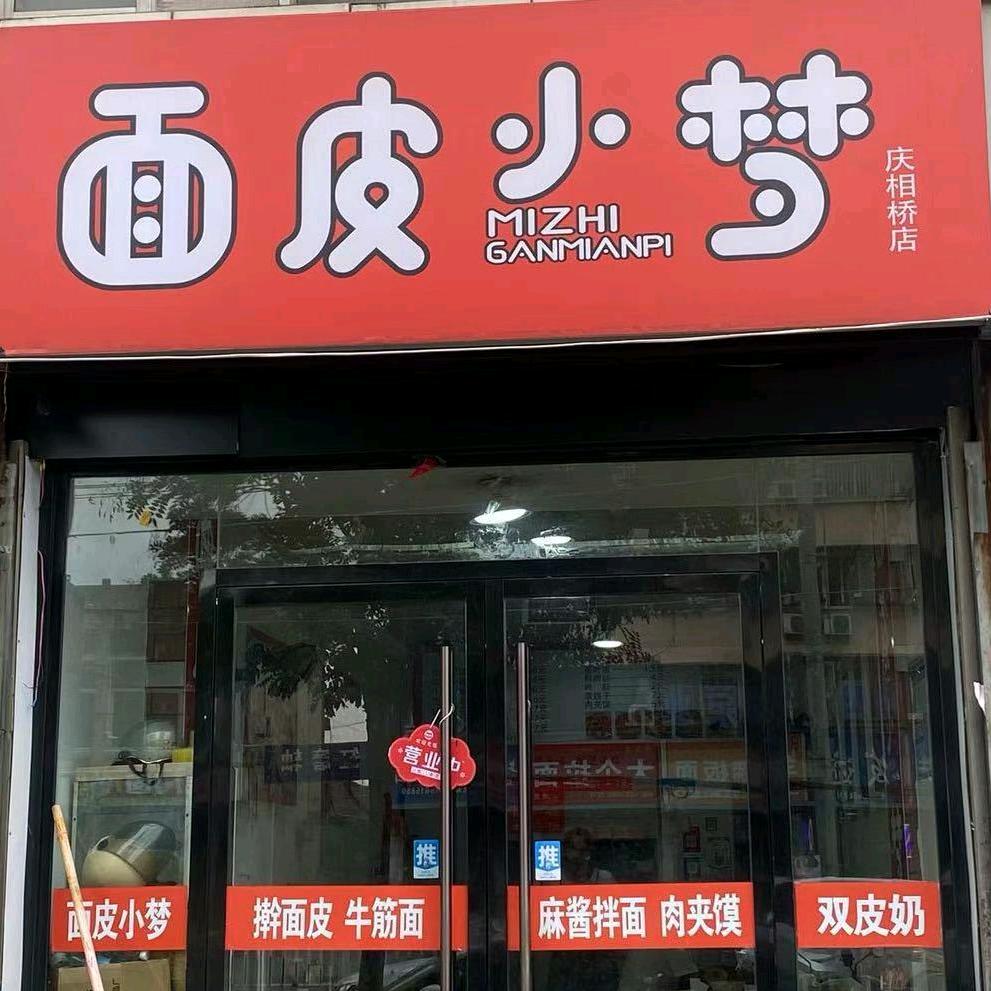 面皮小梦
MIZHI
GANMIANPI
庆相桥店
营业中
推
推
面皮小梦
擀面皮 牛筋面
麻酱拌面 肉夹馍
双皮奶